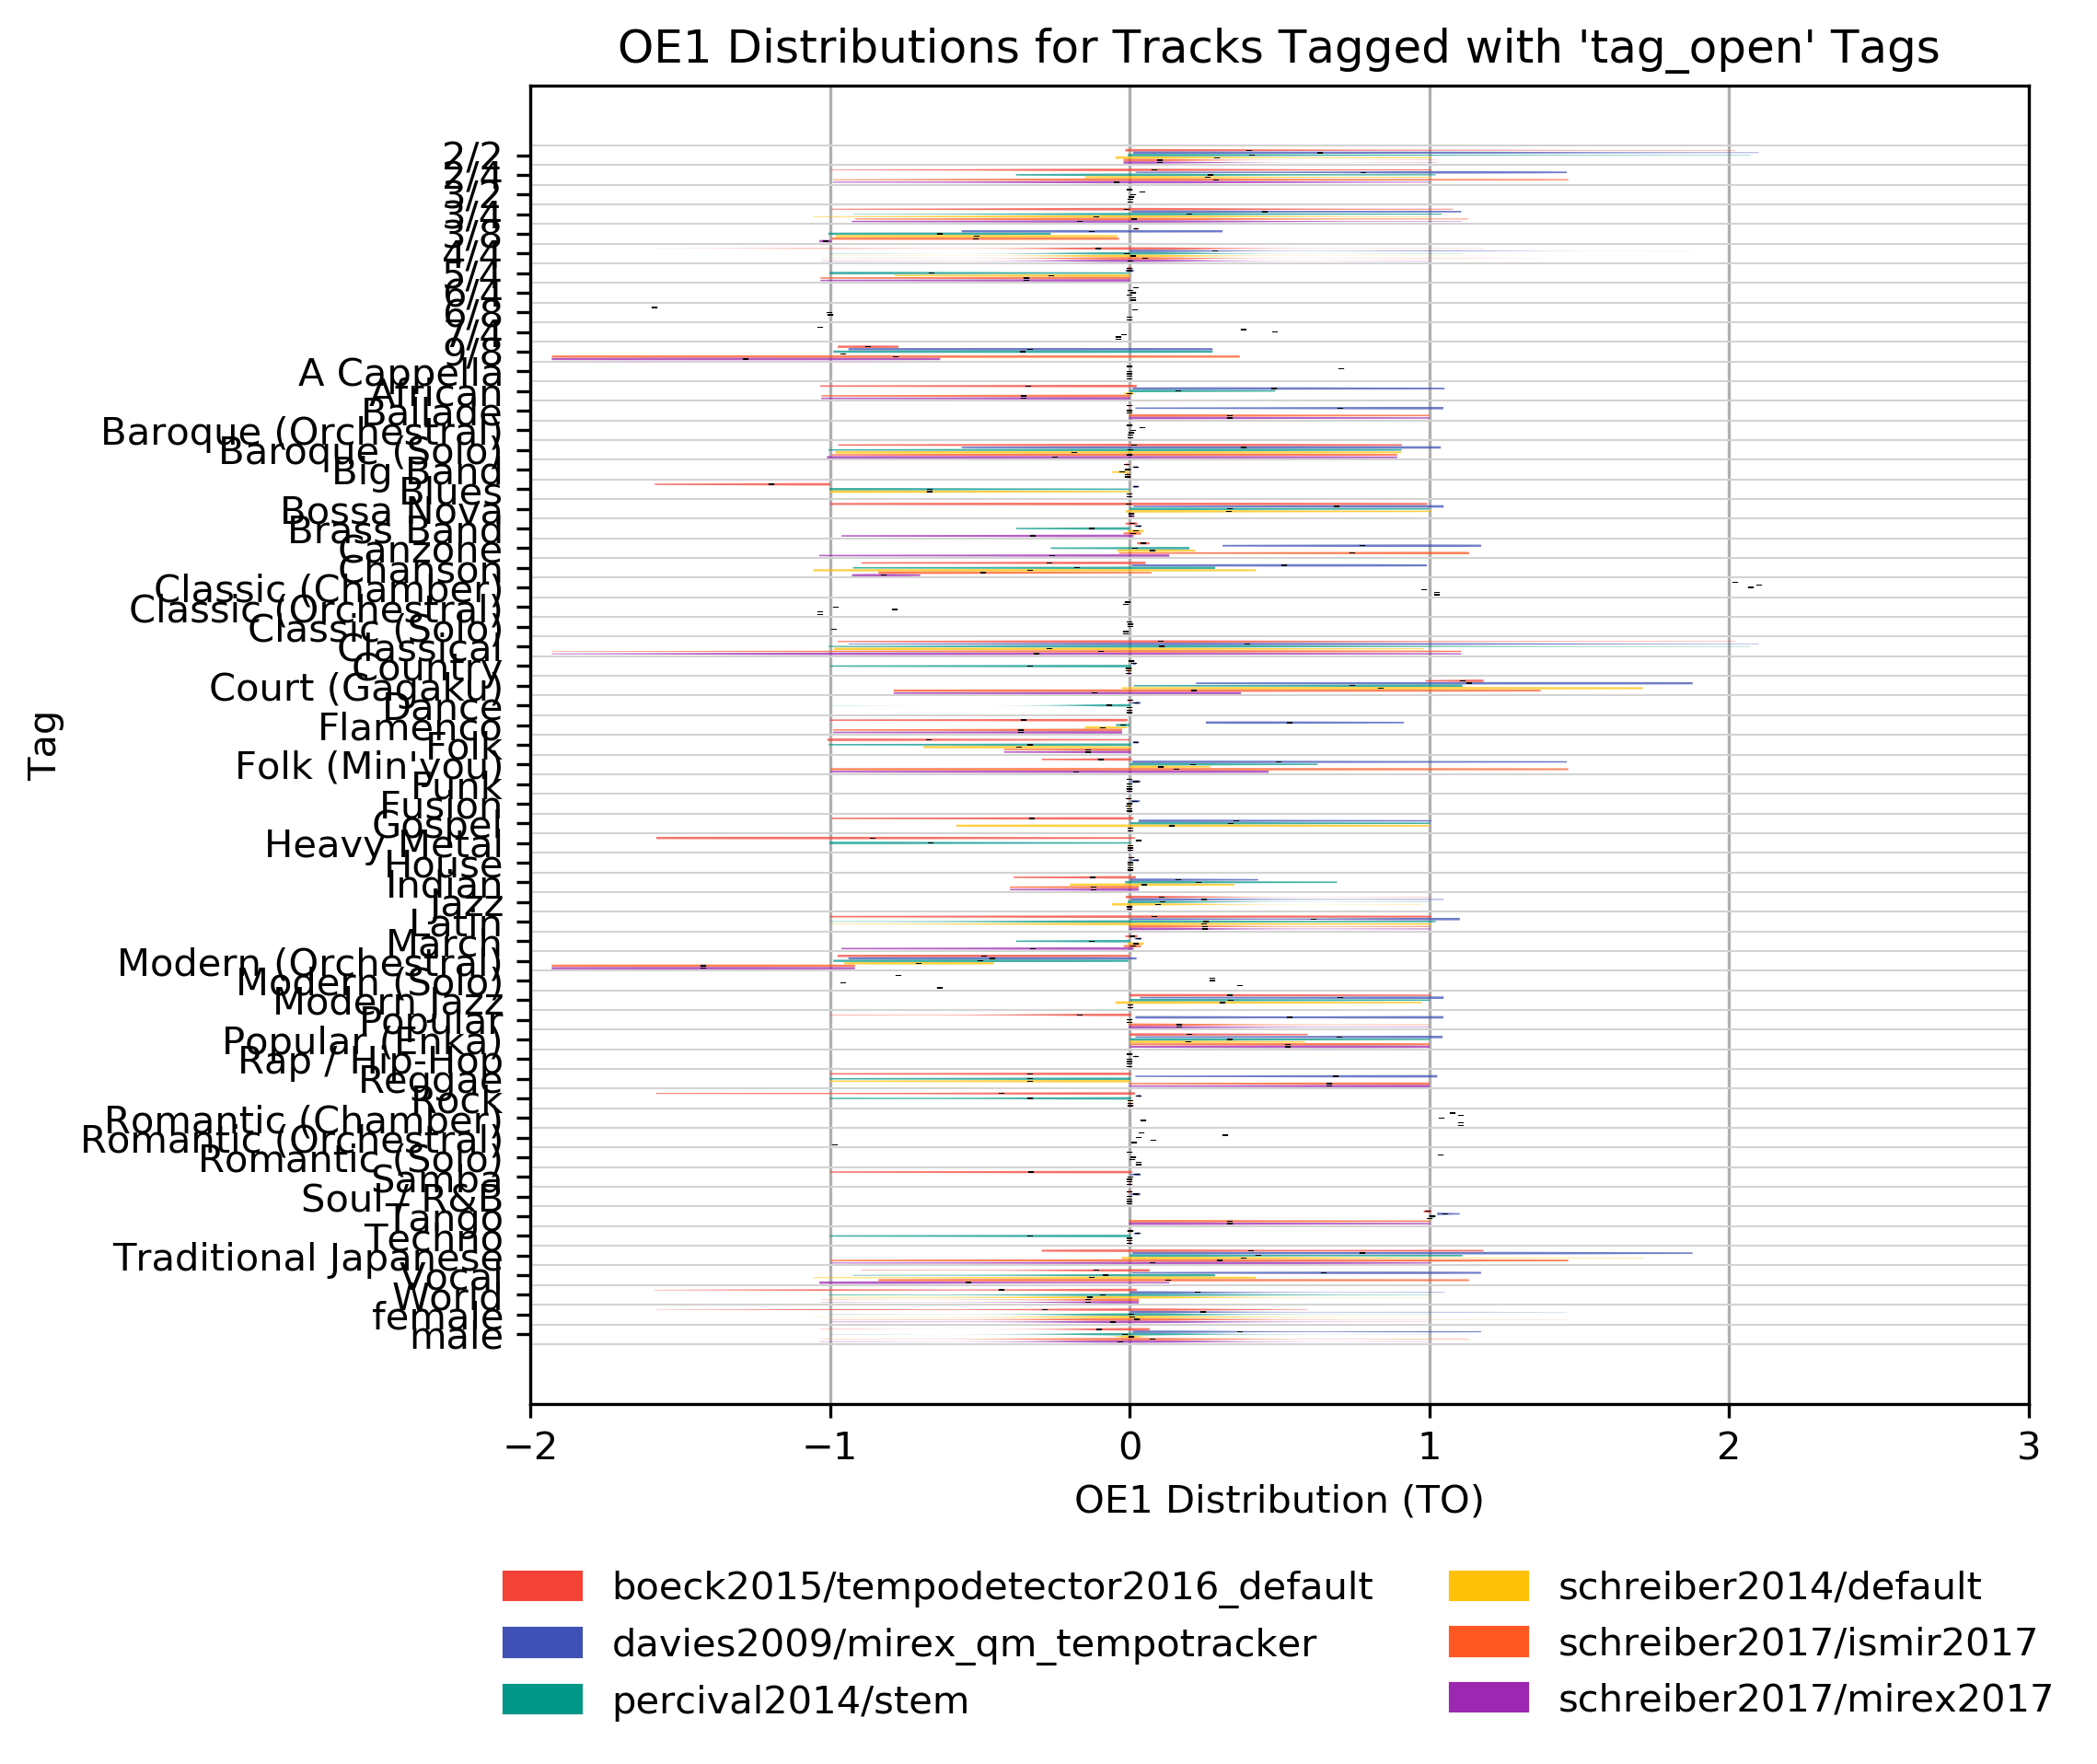 OE1 Distributions for Tracks Tagged with 'tag_open' Tags
2/2
2/4
3/2
3/4
3/8
4/4
5/4
6/4
6/8
7/4
9/8
A Cappella
African
Ballade
Baroque (Orchestral)
Baroque (Solo)
Big Band
Blues
Bossa Nova
Brass Band
Canzone
Chanson
Classic (Chamber)
Classic (Orchestral)
Classic (Solo)
Classical
Country
Court (Gagaku)
Dance
Flamenco
Folk
Folk (Min'you)
Funk
Fusion
Gospel
Heavy Metal
House
Indian
Jazz
Latin
March
Modern (Orchestral)
Modern (Solo)
Modern Jazz
Popular
Popular (Enka)
Rap / Hip-Hop
Reggae
Rock
Romantic (Chamber)
Romantic (Orchestral)
Romantic (Solo)
Samba
Soul / R&B
Tango
Techno
Traditional Japanese
Vocal
World
female
male
Tag
−2 −1 0 1 2 3
OE1 Distribution (TO)
boeck2015/tempodetector2016_default
davies2009/mirex_qm_tempotracker
percival2014/stem
schreiber2014/default
schreiber2017/ismir2017
schreiber2017/mirex2017